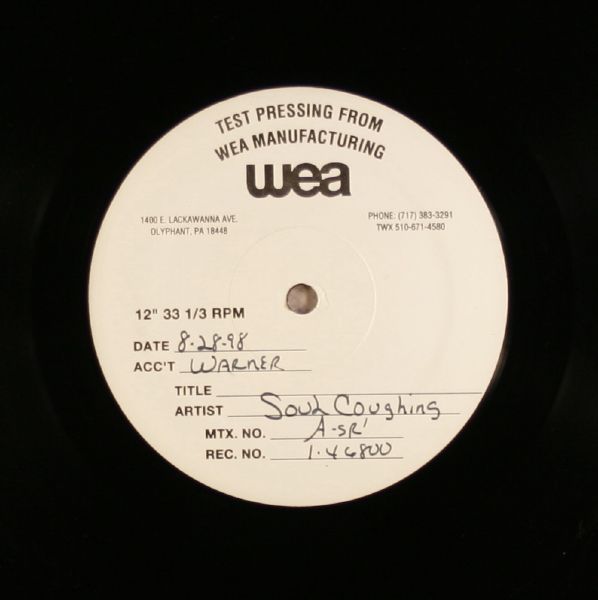 TEST PRESSING FROM
WEA MANUFACTURING
wea
1400 E. LACKAWANNA AVE.
OLYPHANT, PA 18448
PHONE: (717) 383-3291
TWX 510-671-4580
12" 33 1/3 RPM
DATE 8-28-98
ACC'T WARNER
TITLE
ARTIST Soul Coughing
MTX. NO. A-SR1
REC. NO. 1-46800